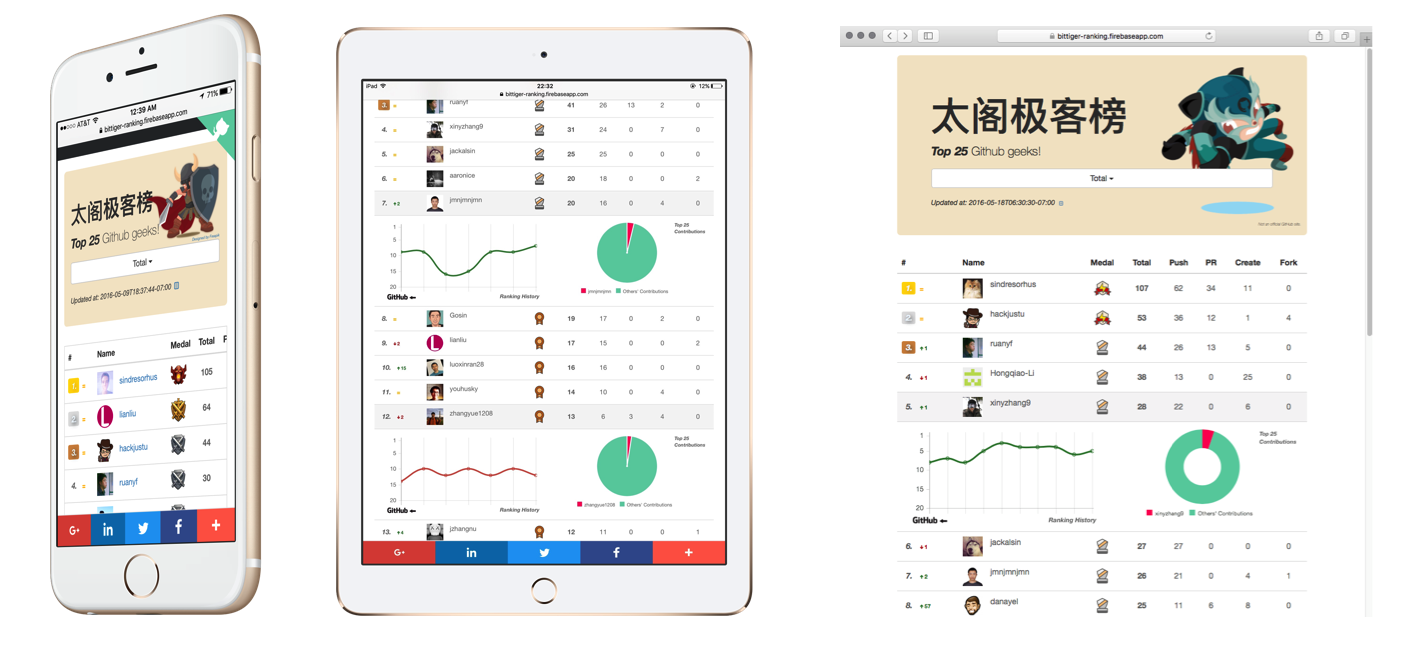 ●●○○○ AT&T 12:39 AM 71%
bittiger-ranking.firebaseapp.com
太阁极客榜
Top 25 Github geeks!
Designed by Freepik
Total
Updated at: 2016-05-09T18:37:44-07:00
# Name Medal Total
1. = sindresorhus 105
2. = lianliu 64
3. = hackjustu 44
4. = ruanyf 30
G+ in f +
iPad 22:32 12%
bittiger-ranking.firebaseapp.com
3. = ruanyf 41 26 13 2 0
4. = xinyzhang9 31 24 0 7 0
5. = jackalsin 25 25 0 0 0
6. = aaronice 20 18 0 0 2
7. ↑2 jmnjmnjmn 20 16 0 4 0
Top 25
Contributions
1
5
10
15
20
GitHub Ranking History
jmnjmnjmn Others' Contributions
8. = Gosin 19 17 0 2 0
9. ↓2 lianliu 17 15 0 0 2
10. ↑15 luoxinran28 16 16 0 0 0
11. = youhusky 14 10 0 4 0
12. ↓2 zhangyue1208 13 6 3 4 0
Top 25
Contributions
1
5
10
15
20
GitHub Ranking History
zhangyue1208 Others' Contributions
13. ↑4 jzhangnu 12 11 0 0 1
G+ in f +
bittiger-ranking.firebaseapp.com
太阁极客榜
Top 25 Github geeks!
Total
Updated at: 2016-05-18T06:30:30-07:00
Not an official Github site.
# Name Medal Total Push PR Create Fork
1. = sindresorhus 107 62 34 11 0
2. = hackjustu 53 36 12 1 4
3. ↑1 ruanyf 44 26 13 5 0
4. ↓1 Hongqiao-Li 38 13 0 25 0
5. ↑1 xinyzhang9 28 22 0 6 0
Top 25
Contributions
1
5
10
15
20
GitHub Ranking History
xinyzhang9 Others' Contributions
6. ↓1 jackalsin 27 27 0 0 0
7. ↑2 jmnjmnjmn 26 21 0 4 1
8. ↑57 danayel 25 11 6 8 0